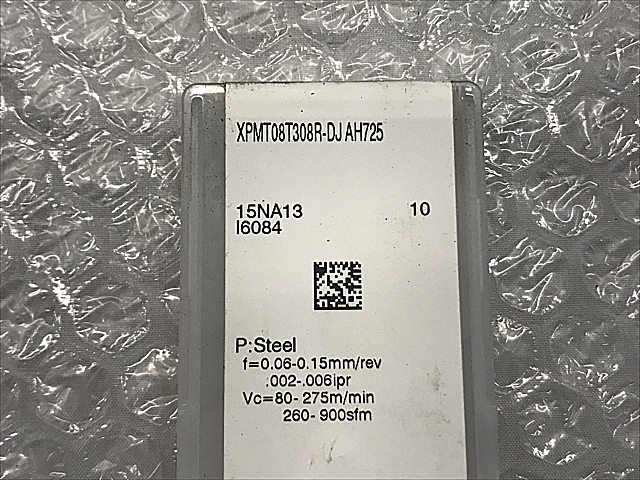 XPMT08T308R-DJ AH725
15NA13 10
I6084
P:Steel
f=0.06-0.15mm/rev
.002-.006ipr
Vc=80-275m/min
260-900sfm